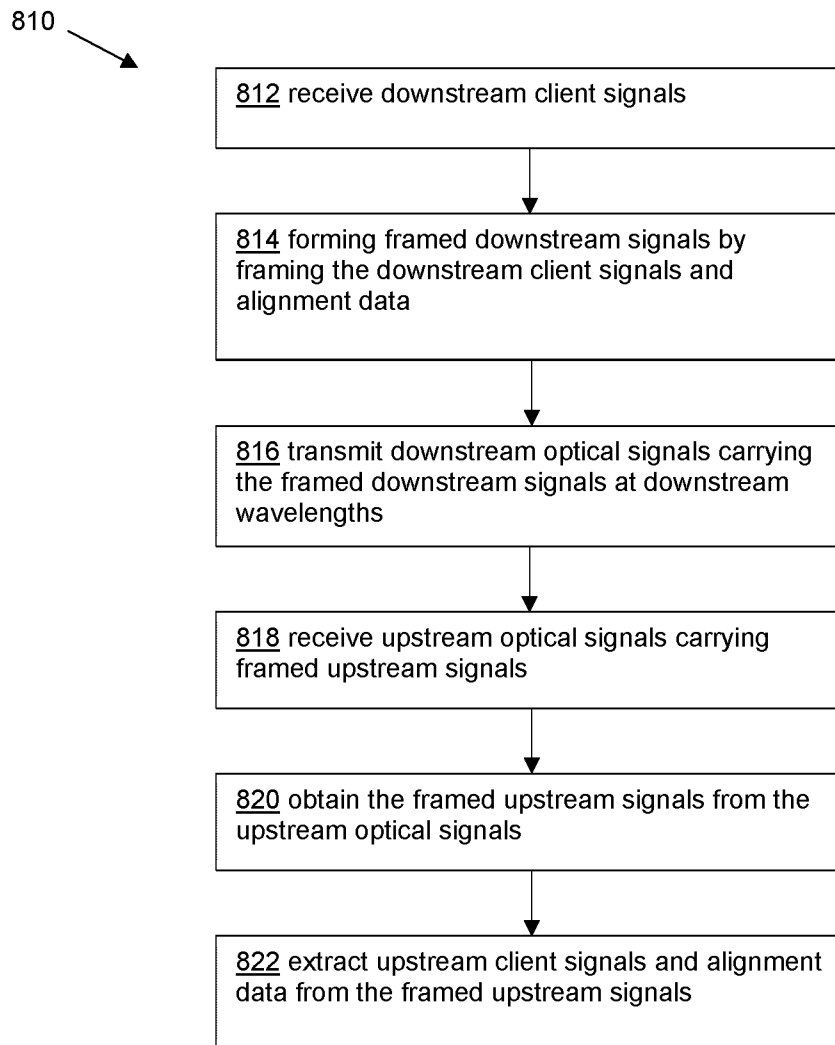 810
812 receive downstream client signals
814 forming framed downstream signals by
framing the downstream client signals and
alignment data
816 transmit downstream optical signals carrying
the framed downstream signals at downstream
wavelengths
818 receive upstream optical signals carrying
framed upstream signals
820 obtain the framed upstream signals from the
upstream optical signals
822 extract upstream client signals and alignment
data from the framed upstream signals